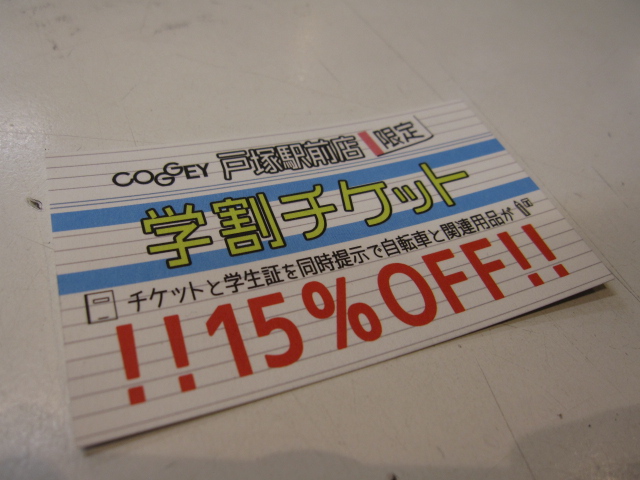 COGGEY 戸塚駅前店 限定
学割チケット
チケットと学生証を同時提示で自転車と関連用品が
!!15%OFF!!